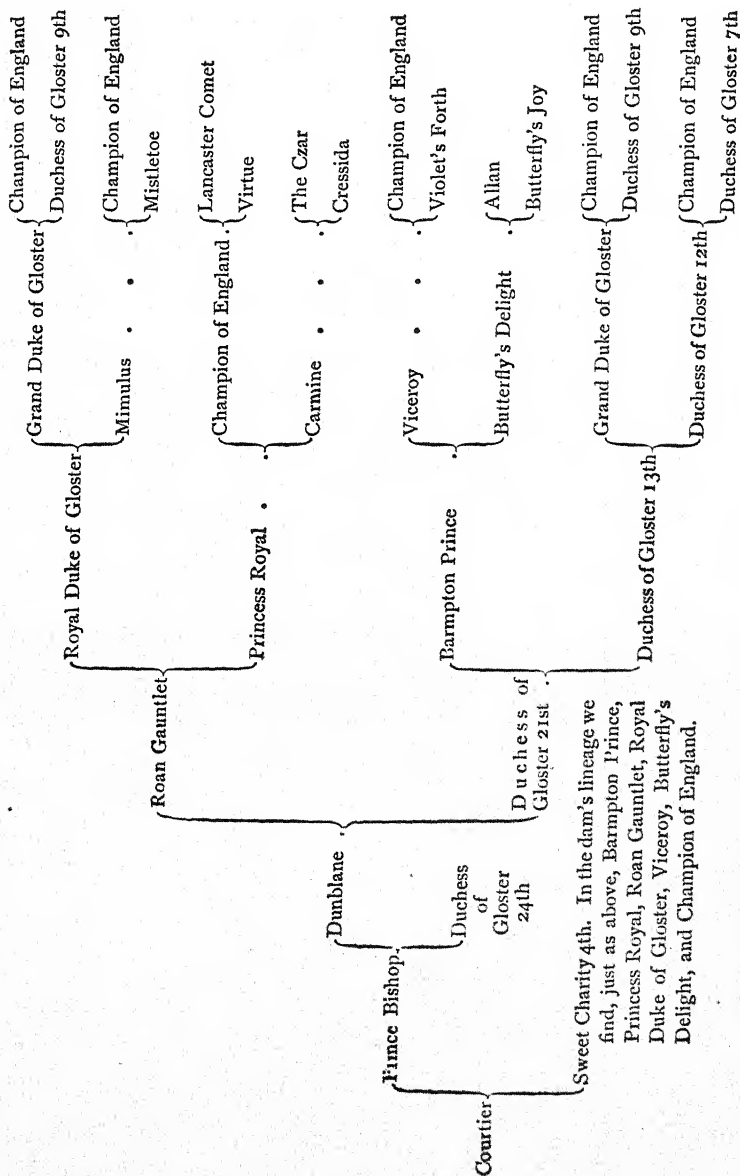 Courtier
Prince Bishop.
Sweet Charity 4th. In the dam's lineage we
find, just as above, Barmpton Prince,
Princess Royal, Roan Gauntlet, Royal
Duke of Gloster, Viceroy, Butterfly's
Delight, and Champion of England.
Dunblane .
Duchess
of
Gloster
24th
Roan Gauntlet
Duchess of
Gloster 21st .
Royal Duke of Gloster
Princess Royal . .
Barmpton Prince .
Duchess of Gloster 13th
Grand Duke of Gloster
Mimulus . . .
Champion of England .
Carmine . . .
Viceroy . . .
Butterfly's Delight .
Grand Duke of Gloster
Duchess of Gloster 12th
Champion of England
Duchess of Gloster 9th
Champion of England
Mistletoe
Lancaster Comet
Virtue
The Czar
Cressida
Champion of England
Violet's Forth
Allan
Butterfly's Joy
Champion of England
Duchess of Gloster 9th
Champion of England
Duchess of Gloster 7th